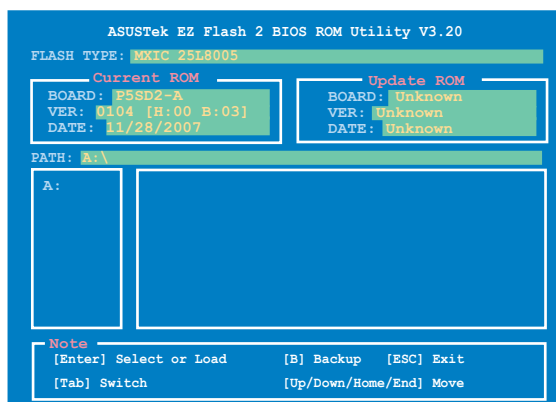 ASUSTek EZ Flash 2 BIOS ROM Utility V3.20
FLASH TYPE: MXIC 25L8005
Current ROM
BOARD: P5SD2-A
VER: 0104 [H:00 B:03]
DATE: 11/28/2007
Update ROM
BOARD: Unknown
VER: Unknown
DATE: Unknown
PATH: A:\
A:
Note
[Enter] Select or Load [B] Backup [ESC] Exit
[Tab] Switch [Up/Down/Home/End] Move